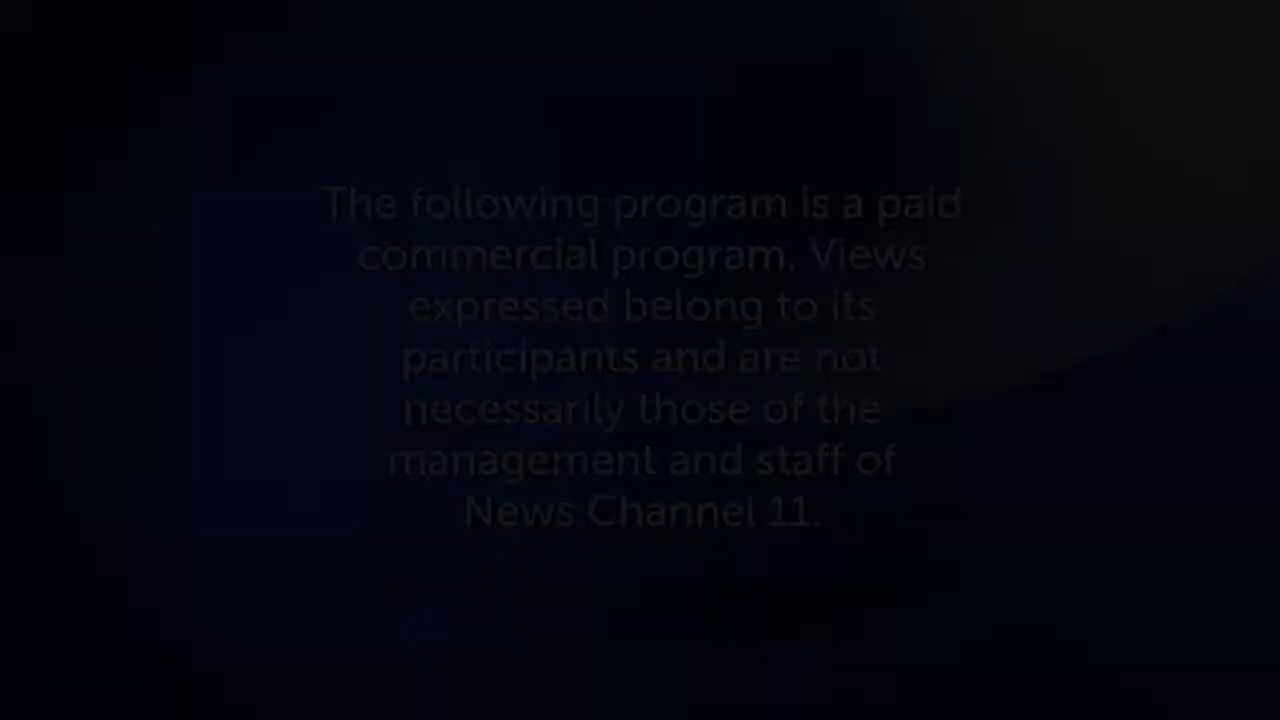 The following program is a paid
commercial program. Views
expressed belong to its
participants and are not
necessarily those of the
management and staff of
News Channel 11.